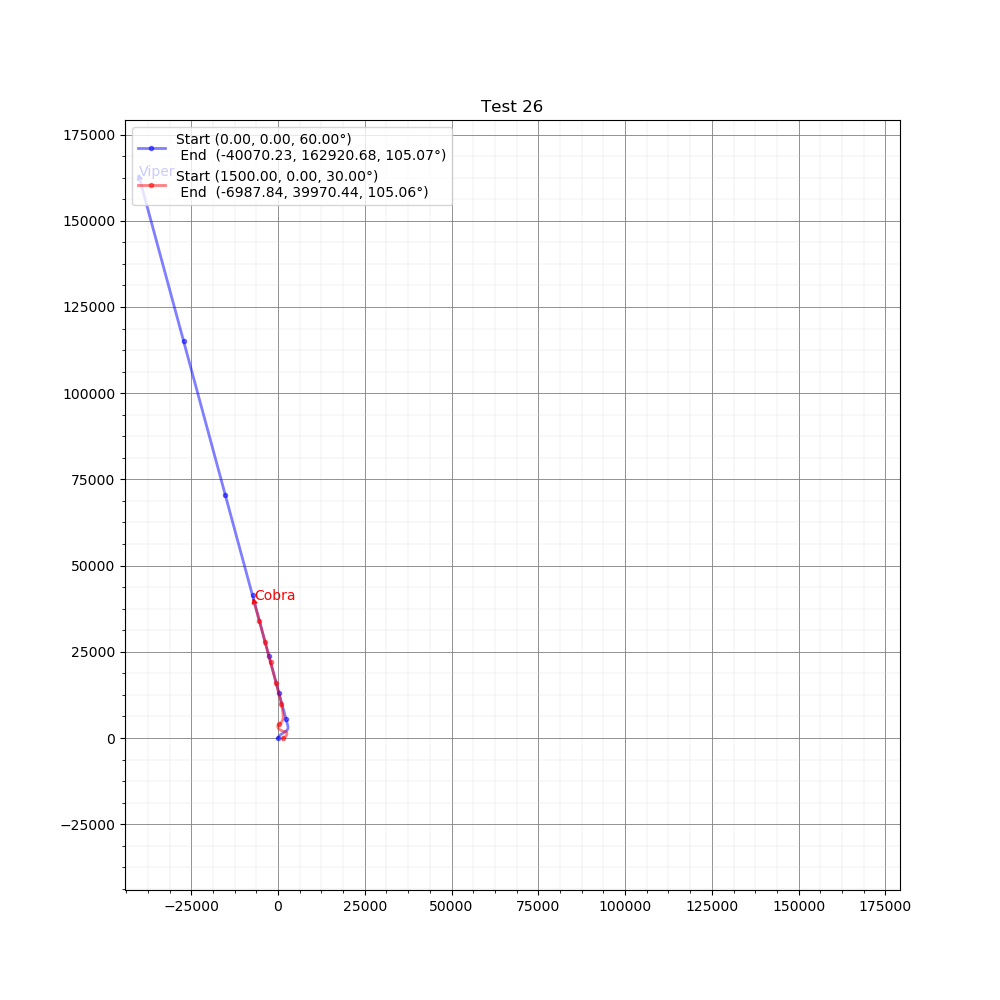 Test 26
175000
150000
125000
100000
75000
50000
25000
0
−25000
Start (0.00, 0.00, 60.00°)
End  (-40070.23, 162920.68, 105.07°)
Viper
Start (1500.00, 0.00, 30.00°)
End  (-6987.84, 39970.44, 105.06°)
Cobra
−25000 0 25000 50000 75000 100000 125000 150000 175000